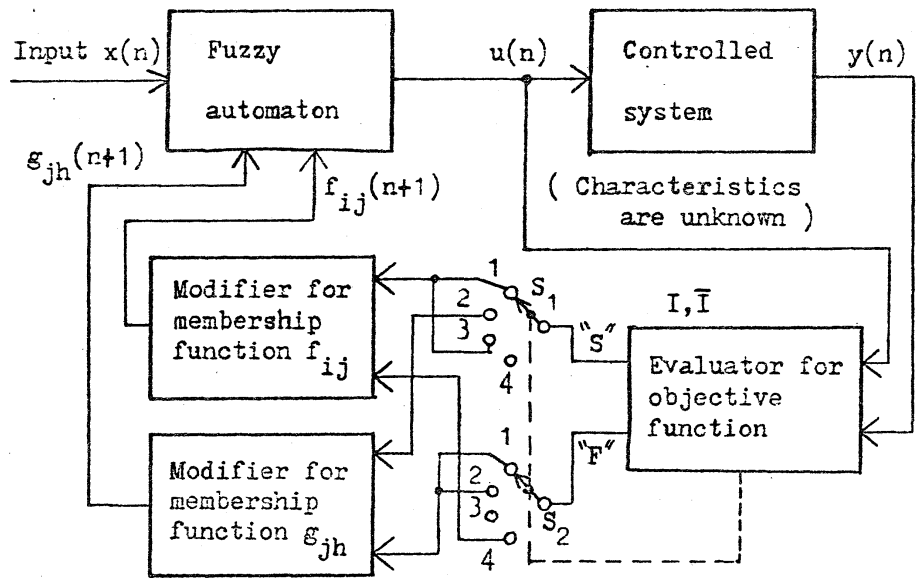 Input x(n)
Fuzzy
automaton
u(n)
Controlled
system
y(n)
g_jh(n+1)
f_ij(n+1)
( Characteristics
are unknown )
Modifier for
membership
function f_ij
1
2
3
4
S_1
"S"
I, Ī
Evaluator for
objective
function
Modifier for
membership
function g_jh
1
2
3
4
S_2
"F"